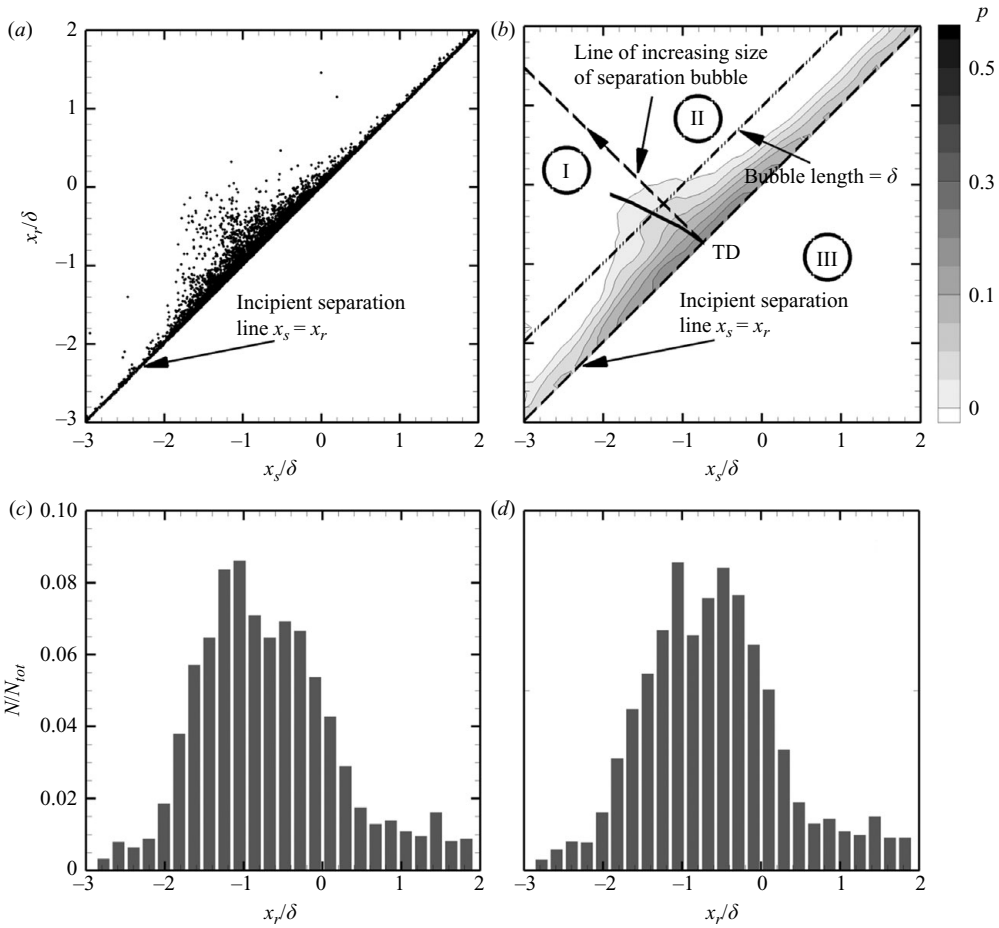 (a)
2
1
0
–1
–2
–3
x_r/δ
Incipient separation
line x_s = x_r
–3 –2 –1 0 1 2
x_s/δ
(b)
Line of increasing size
of separation bubble
I
II
Bubble length = δ
TD
III
Incipient separation
line x_s = x_r
–3 –2 –1 0 1 2
x_s/δ
p
0.5
0.3
0.1
0
(c)
0.10
0.08
0.06
0.04
0.02
0
N/N_tot
–3 –2 –1 0 1 2
x_r/δ
(d)
–3 –2 –1 0 1 2
x_r/δ